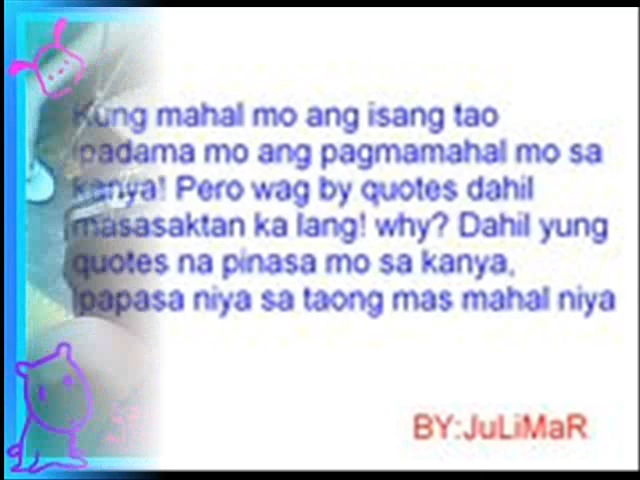 Kung mahal mo ang isang tao
ipadama mo ang pagmamahal mo sa
kanya! Pero wag by quotes dahil
masasaktan ka lang! why? Dahil yung
quotes na pinasa mo sa kanya,
ipapasa niya sa taong mas mahal niya
BY:JuLiMaR